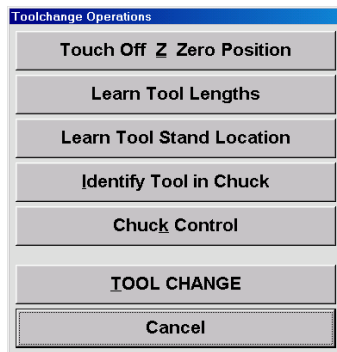 Toolchange Operations
Touch Off Z Zero Position
Learn Tool Lengths
Learn Tool Stand Location
Identify Tool in Chuck
Chuck Control
TOOL CHANGE
Cancel